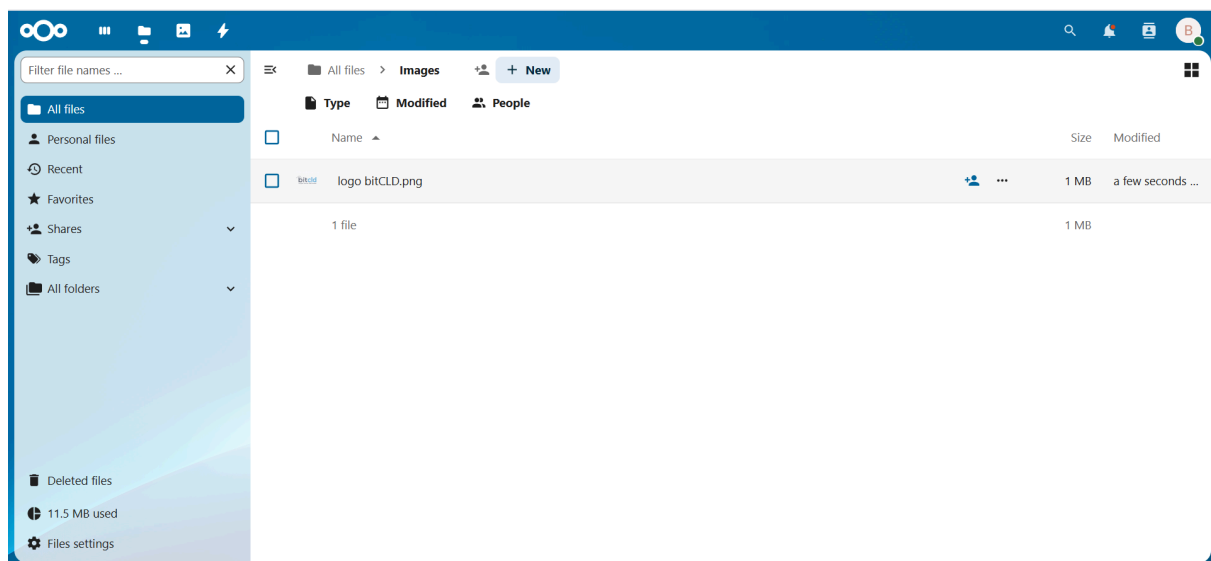 B
Filter file names ...
All files
Personal files
Recent
Favorites
Shares
Tags
All folders
Deleted files
11.5 MB used
Files settings
All files > Images + New
Type Modified People
Name Size Modified
bitcld logo bitCLD.png ... 1 MB a few seconds ...
1 file 1 MB